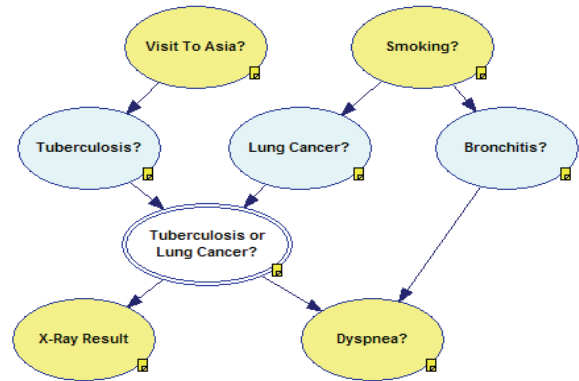 Visit To Asia?
Smoking?
Tuberculosis?
Lung Cancer?
Bronchitis?
Tuberculosis or
Lung Cancer?
X-Ray Result
Dyspnea?